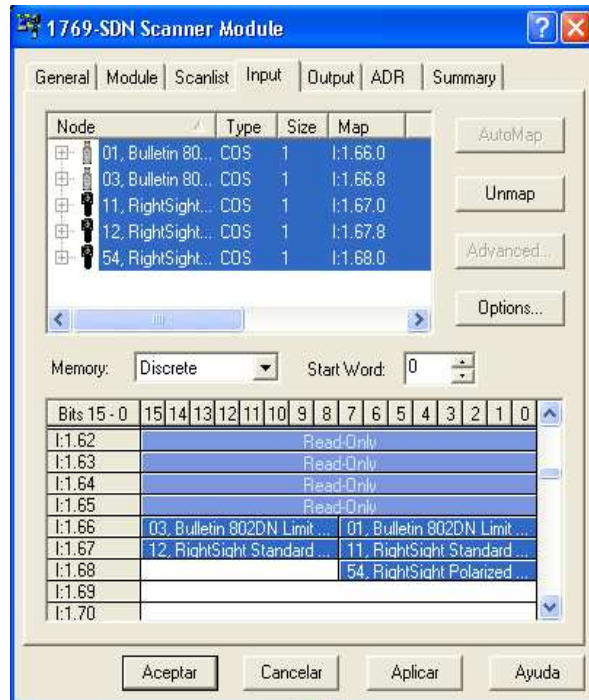 1769-SDN Scanner Module
General Module Scanlist Input Output ADR Summary
Node Type Size Map
01, Bulletin 80... COS 1 I:1.66.0
03, Bulletin 80... COS 1 I:1.66.8
11, RightSight... COS 1 I:1.67.0
12, RightSight... COS 1 I:1.67.8
54, RightSight... COS 1 I:1.68.0
AutoMap
Unmap
Advanced...
Options...
Memory: Discrete Start Word: 0
Bits 15 - 0 15 14 13 12 11 10 9 8 7 6 5 4 3 2 1 0
I:1.62 Read-Only
I:1.63 Read-Only
I:1.64 Read-Only
I:1.65 Read-Only
I:1.66 03, Bulletin 802DN Limit ... 01, Bulletin 802DN Limit ...
I:1.67 12, RightSight Standard ... 11, RightSight Standard ...
I:1.68 54, RightSight Polarized ...
I:1.69
I:1.70
Aceptar Cancelar Aplicar Ayuda